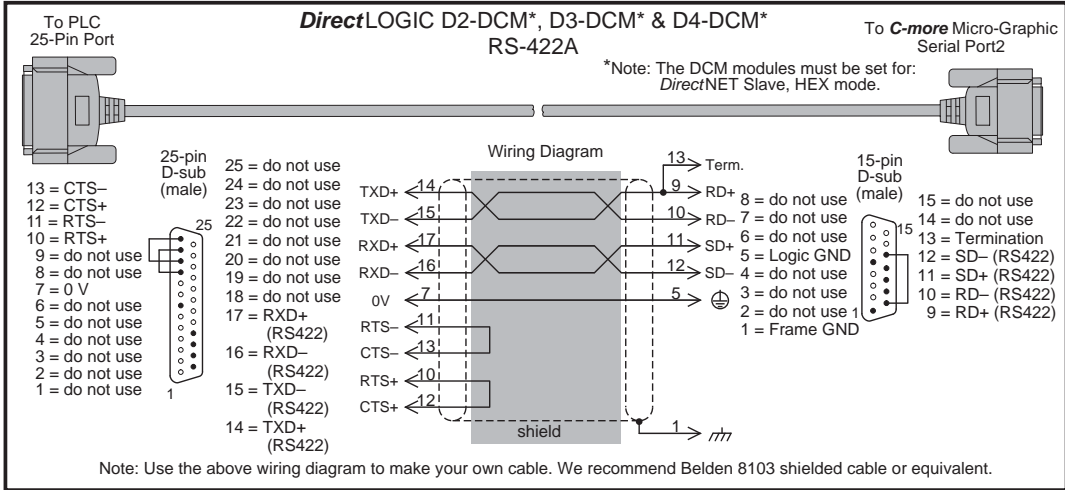 To PLC
25-Pin Port
DirectLOGIC D2-DCM*, D3-DCM* & D4-DCM*
RS-422A
To C-more Micro-Graphic
Serial Port2
*Note: The DCM modules must be set for:
DirectNET Slave, HEX mode.
25-pin
D-sub
(male)
13 = CTS–
12 = CTS+
11 = RTS–
10 = RTS+
9 = do not use
8 = do not use
7 = 0 V
6 = do not use
5 = do not use
4 = do not use
3 = do not use
2 = do not use
1 = do not use
25
1
25 = do not use
24 = do not use
23 = do not use
22 = do not use
21 = do not use
20 = do not use
19 = do not use
18 = do not use
17 = RXD+
(RS422)
16 = RXD–
(RS422)
15 = TXD–
(RS422)
14 = TXD+
(RS422)
Wiring Diagram
13 Term.
TXD+ 14 9 RD+
TXD– 15 10 RD–
RXD+ 17 11 SD+
RXD– 16 12 SD–
0V 7 5
RTS– 11
CTS– 13
RTS+ 10
CTS+ 12
shield 1
8 = do not use
7 = do not use
6 = do not use
5 = Logic GND
4 = do not use
3 = do not use
2 = do not use
1 = Frame GND
15-pin
D-sub
(male)
15
1
15 = do not use
14 = do not use
13 = Termination
12 = SD– (RS422)
11 = SD+ (RS422)
10 = RD– (RS422)
9 = RD+ (RS422)
Note: Use the above wiring diagram to make your own cable. We recommend Belden 8103 shielded cable or equivalent.